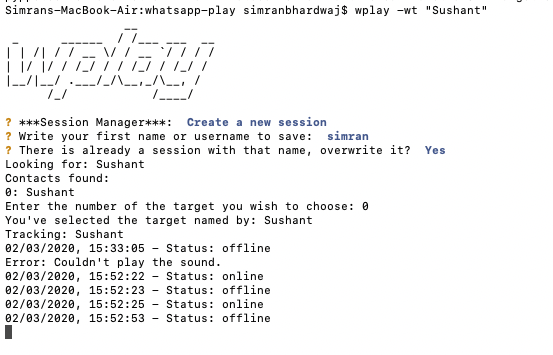 Simrans-MacBook-Air:whatsapp-play simranbhardwaj$ wplay -wt "Sushant"
wplay
? ***Session Manager***:  Create a new session
? Write your first name or username to save:  simran
? There is already a session with that name, overwrite it?  Yes
Looking for: Sushant
Contacts found:
0: Sushant
Enter the number of the target you wish to choose: 0
You've selected the target named by: Sushant
Tracking: Sushant
02/03/2020, 15:33:05 – Status: offline
Error: Couldn't play the sound.
02/03/2020, 15:52:22 – Status: online
02/03/2020, 15:52:23 – Status: offline
02/03/2020, 15:52:25 – Status: online
02/03/2020, 15:52:53 – Status: offline